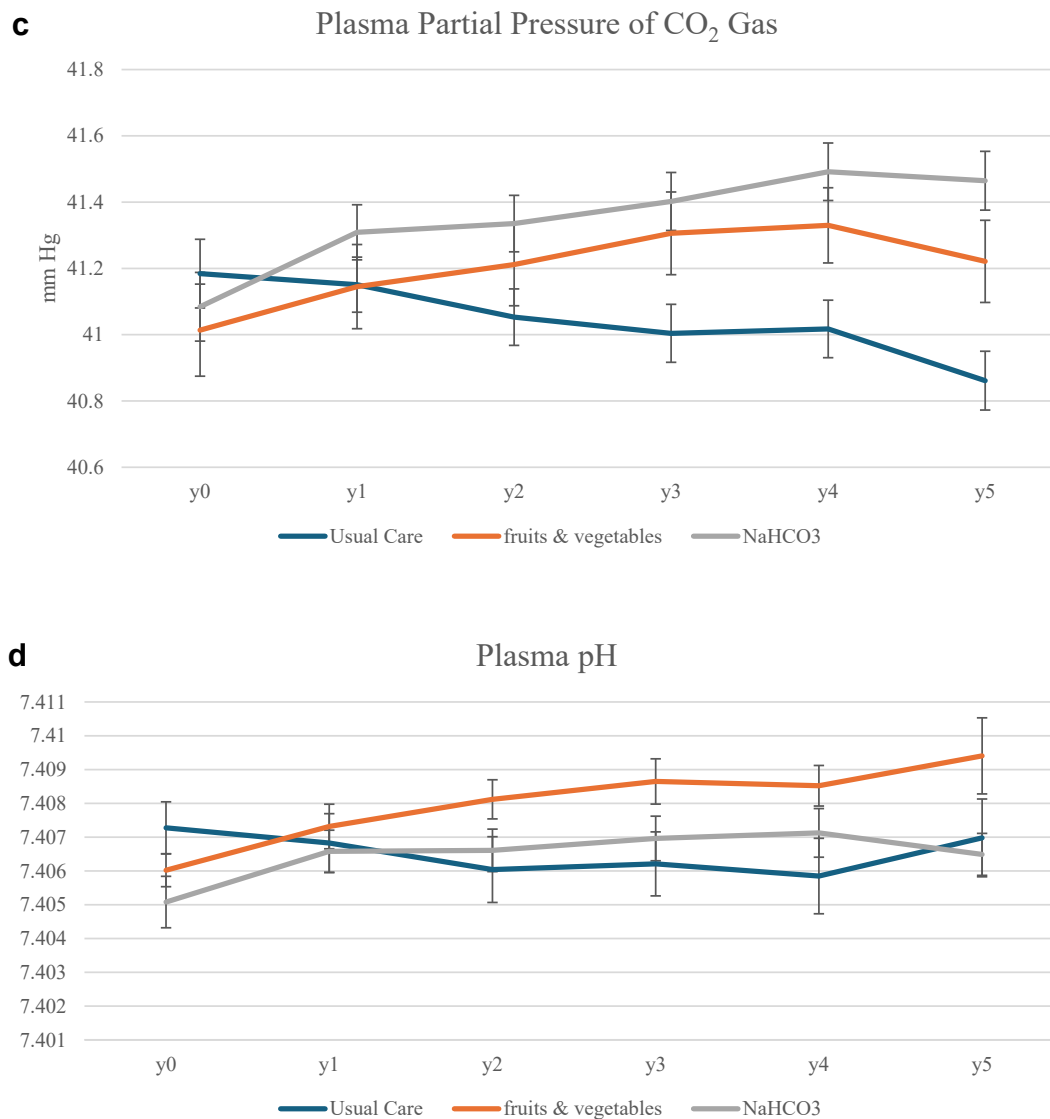 c
Plasma Partial Pressure of CO₂ Gas
41.8
41.6
41.4
41.2
41
40.8
40.6
mm Hg
y0 y1 y2 y3 y4 y5
Usual Care fruits & vegetables NaHCO3
d
Plasma pH
7.411
7.41
7.409
7.408
7.407
7.406
7.405
7.404
7.403
7.402
7.401
y0 y1 y2 y3 y4 y5
Usual Care fruits & vegetables NaHCO3